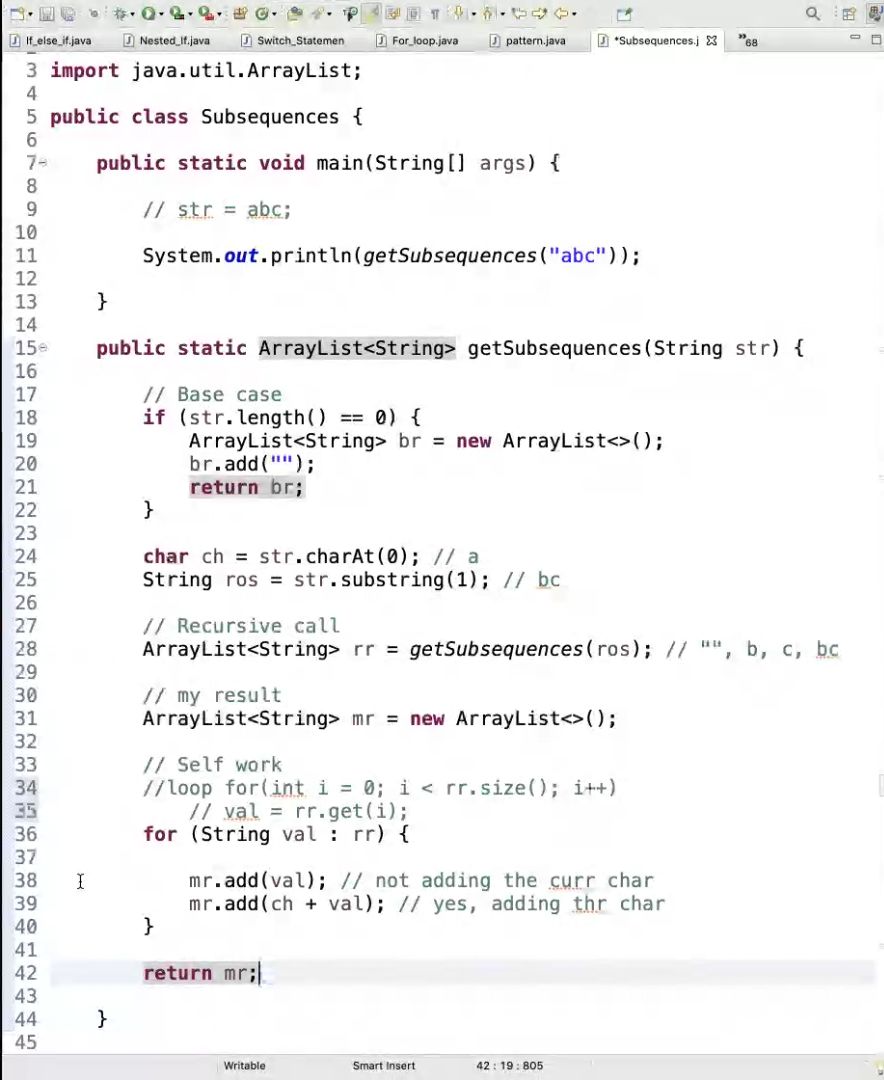 If_else_if.java Nested_If.java Switch_Statemen For_loop.java pattern.java *Subsequences.j "68
3 import java.util.ArrayList;
4
5 public class Subsequences {
6
7 public static void main(String[] args) {
8
9 // str = abc;
10
11 System.out.println(getSubsequences("abc"));
12
13 }
14
15 public static ArrayList<String> getSubsequences(String str) {
16
17 // Base case
18 if (str.length() == 0) {
19 ArrayList<String> br = new ArrayList<>();
20 br.add("");
21 return br;
22 }
23
24 char ch = str.charAt(0); // a
25 String ros = str.substring(1); // bc
26
27 // Recursive call
28 ArrayList<String> rr = getSubsequences(ros); // "", b, c, bc
29
30 // my result
31 ArrayList<String> mr = new ArrayList<>();
32
33 // Self work
34 //loop for(int i = 0; i < rr.size(); i++)
35 // val = rr.get(i);
36 for (String val : rr) {
37
38 mr.add(val); // not adding the curr char
39 mr.add(ch + val); // yes, adding thr char
40 }
41
42 return mr;
43
44 }
45
Writable Smart Insert 42 : 19 : 805